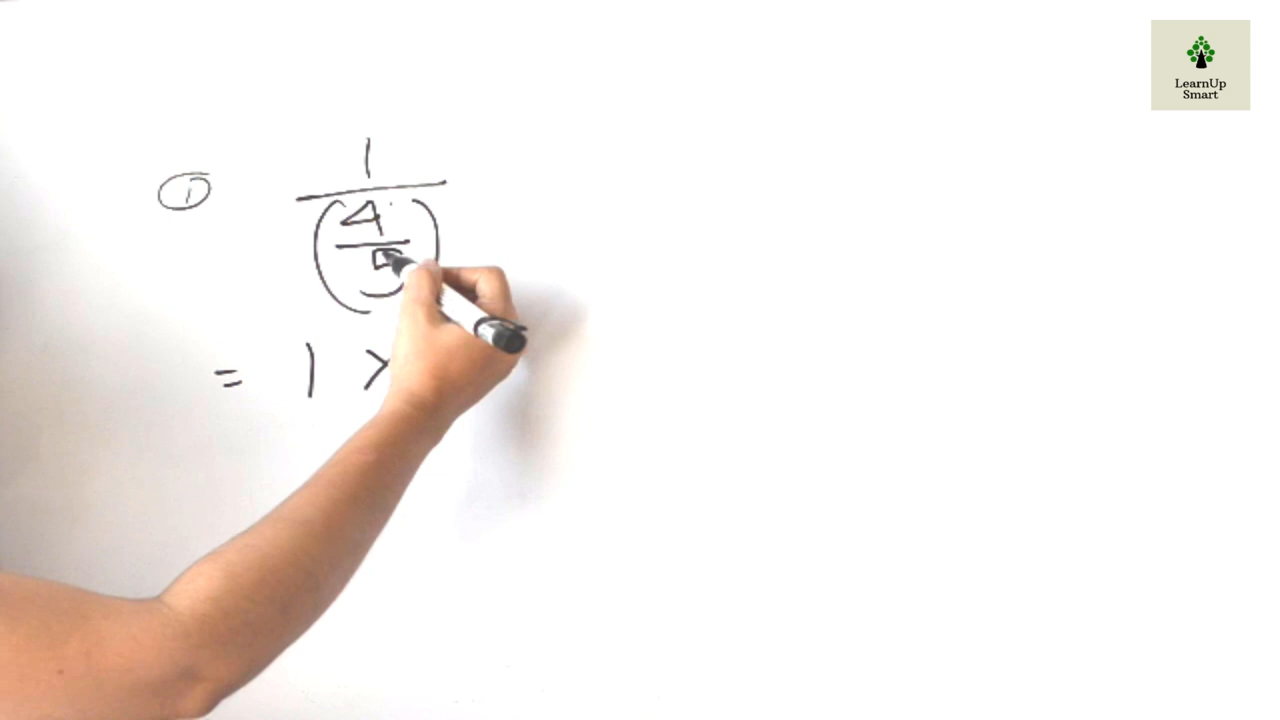 ① 1
4
5
= 1 ×
LearnUp
Smart